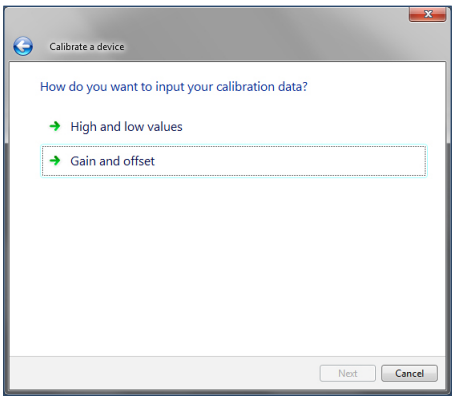 Calibrate a device
How do you want to input your calibration data?
High and low values
Gain and offset
Next Cancel